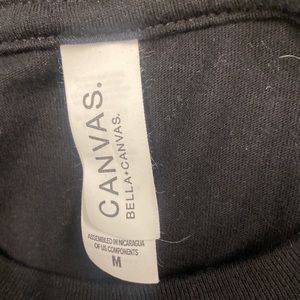 CANVAS.
BELLA+CANVAS.
ASSEMBLED IN NICARAGUA
OF US COMPONENTS
M